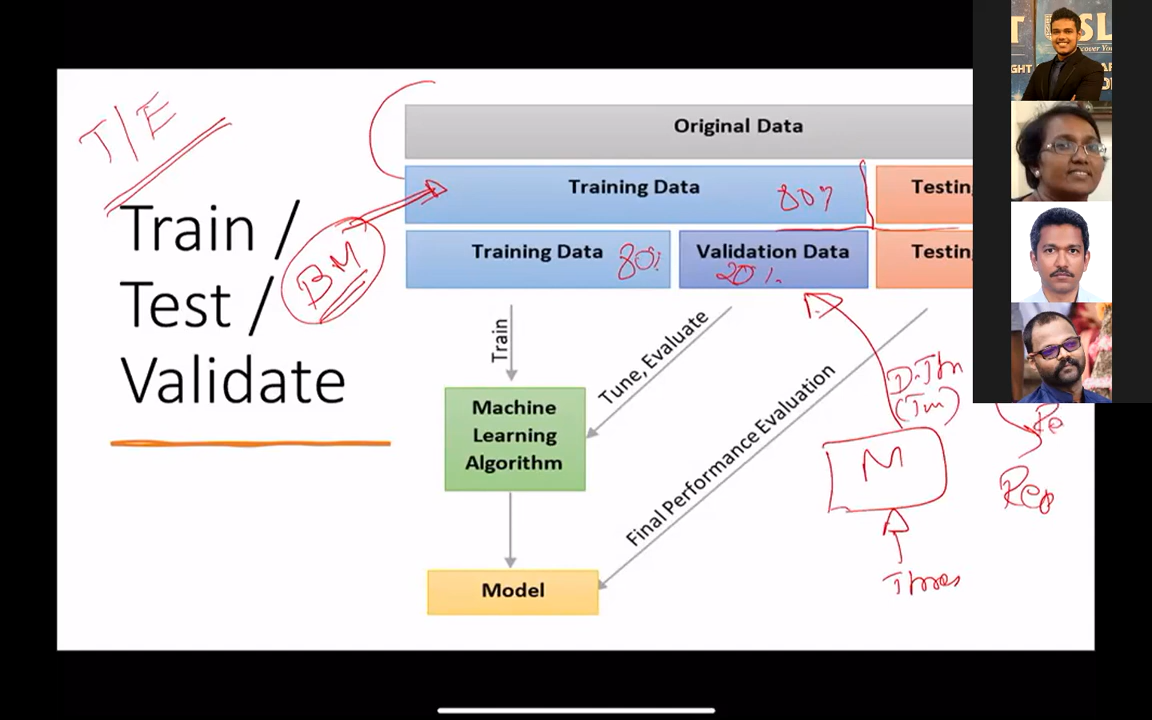 T/E
Train /
Test /
Validate
BM
Original Data
Training Data
80%
Testin
Training Data
80%
Validation Data
20%
Testin
Train
Tune, Evaluate
Final Performance Evaluation
Machine
Learning
Algorithm
Model
M
(Tm)